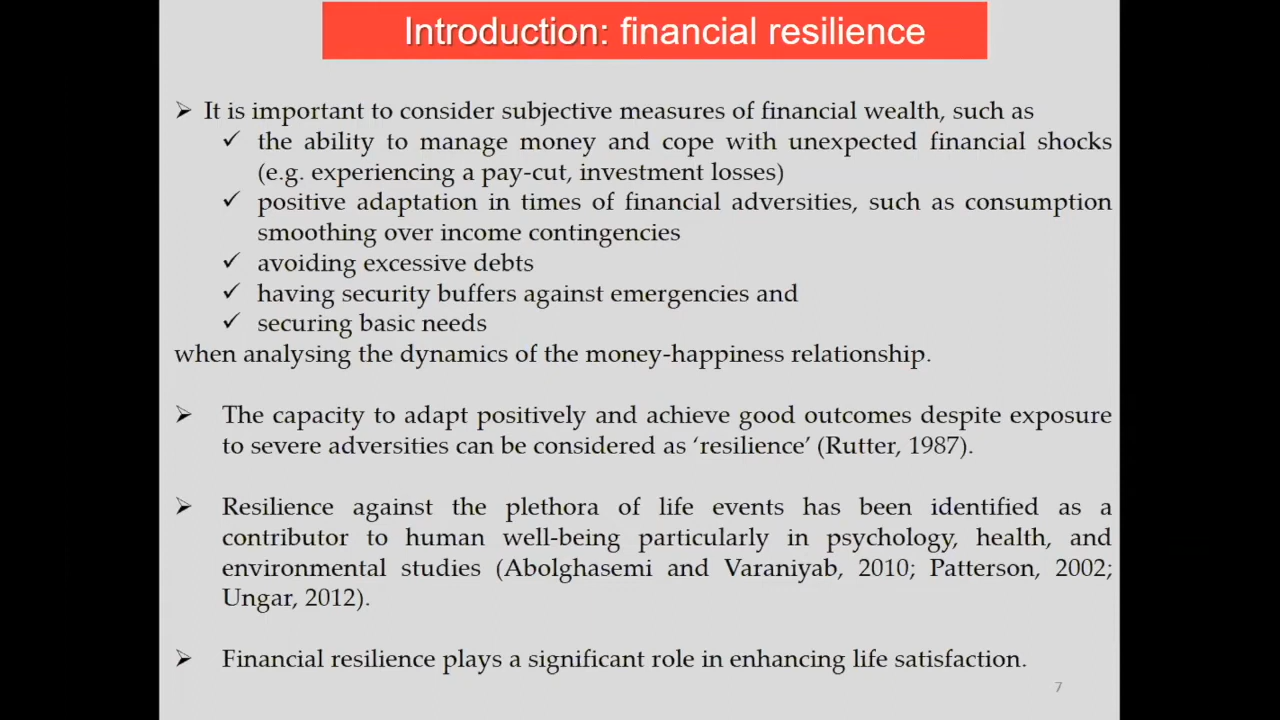 Introduction: financial resilience
➢ It is important to consider subjective measures of financial wealth, such as
✓ the ability to manage money and cope with unexpected financial shocks
(e.g. experiencing a pay-cut, investment losses)
✓ positive adaptation in times of financial adversities, such as consumption
smoothing over income contingencies
✓ avoiding excessive debts
✓ having security buffers against emergencies and
✓ securing basic needs
when analysing the dynamics of the money-happiness relationship.
➢ The capacity to adapt positively and achieve good outcomes despite exposure
to severe adversities can be considered as ‘resilience’ (Rutter, 1987).
➢ Resilience against the plethora of life events has been identified as a
contributor to human well-being particularly in psychology, health, and
environmental studies (Abolghasemi and Varaniyab, 2010; Patterson, 2002;
Ungar, 2012).
➢ Financial resilience plays a significant role in enhancing life satisfaction.
7